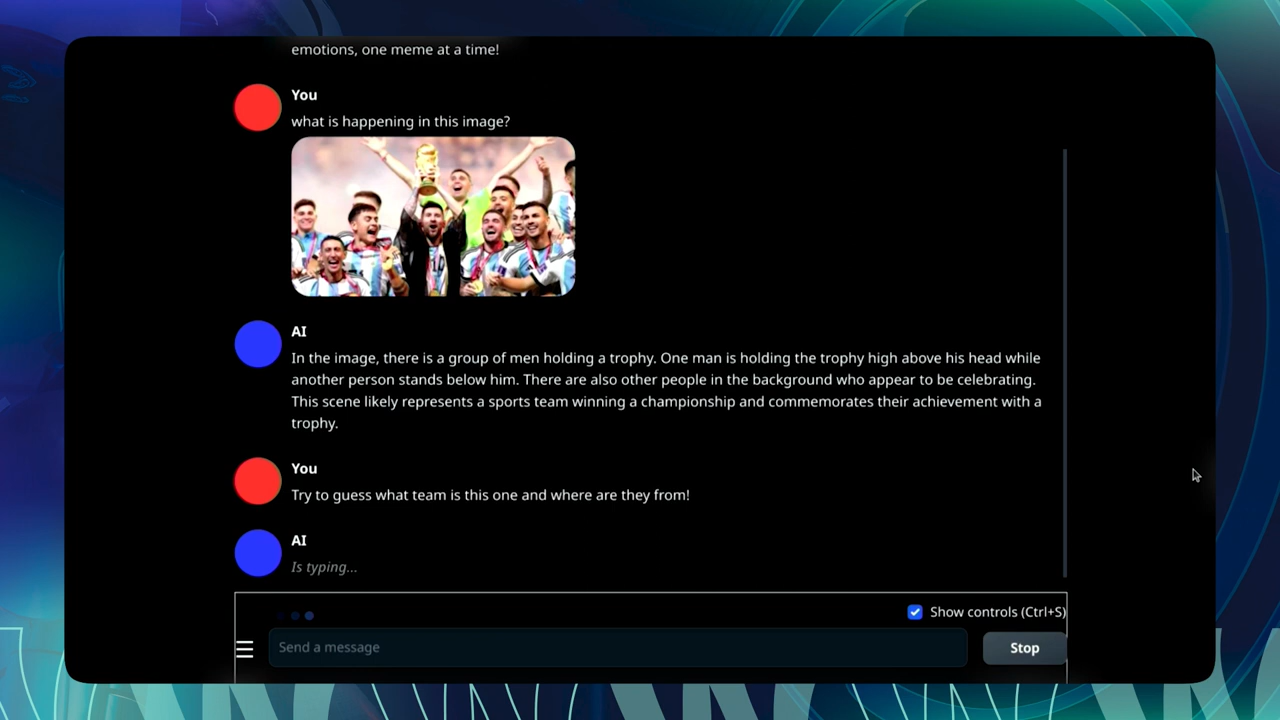 emotions, one meme at a time!
You
what is happening in this image?
AI
In the image, there is a group of men holding a trophy. One man is holding the trophy high above his head while
another person stands below him. There are also other people in the background who appear to be celebrating.
This scene likely represents a sports team winning a championship and commemorates their achievement with a
trophy.
You
Try to guess what team is this one and where are they from!
AI
Is typing...
Show controls (Ctrl+S)
Send a message
Stop